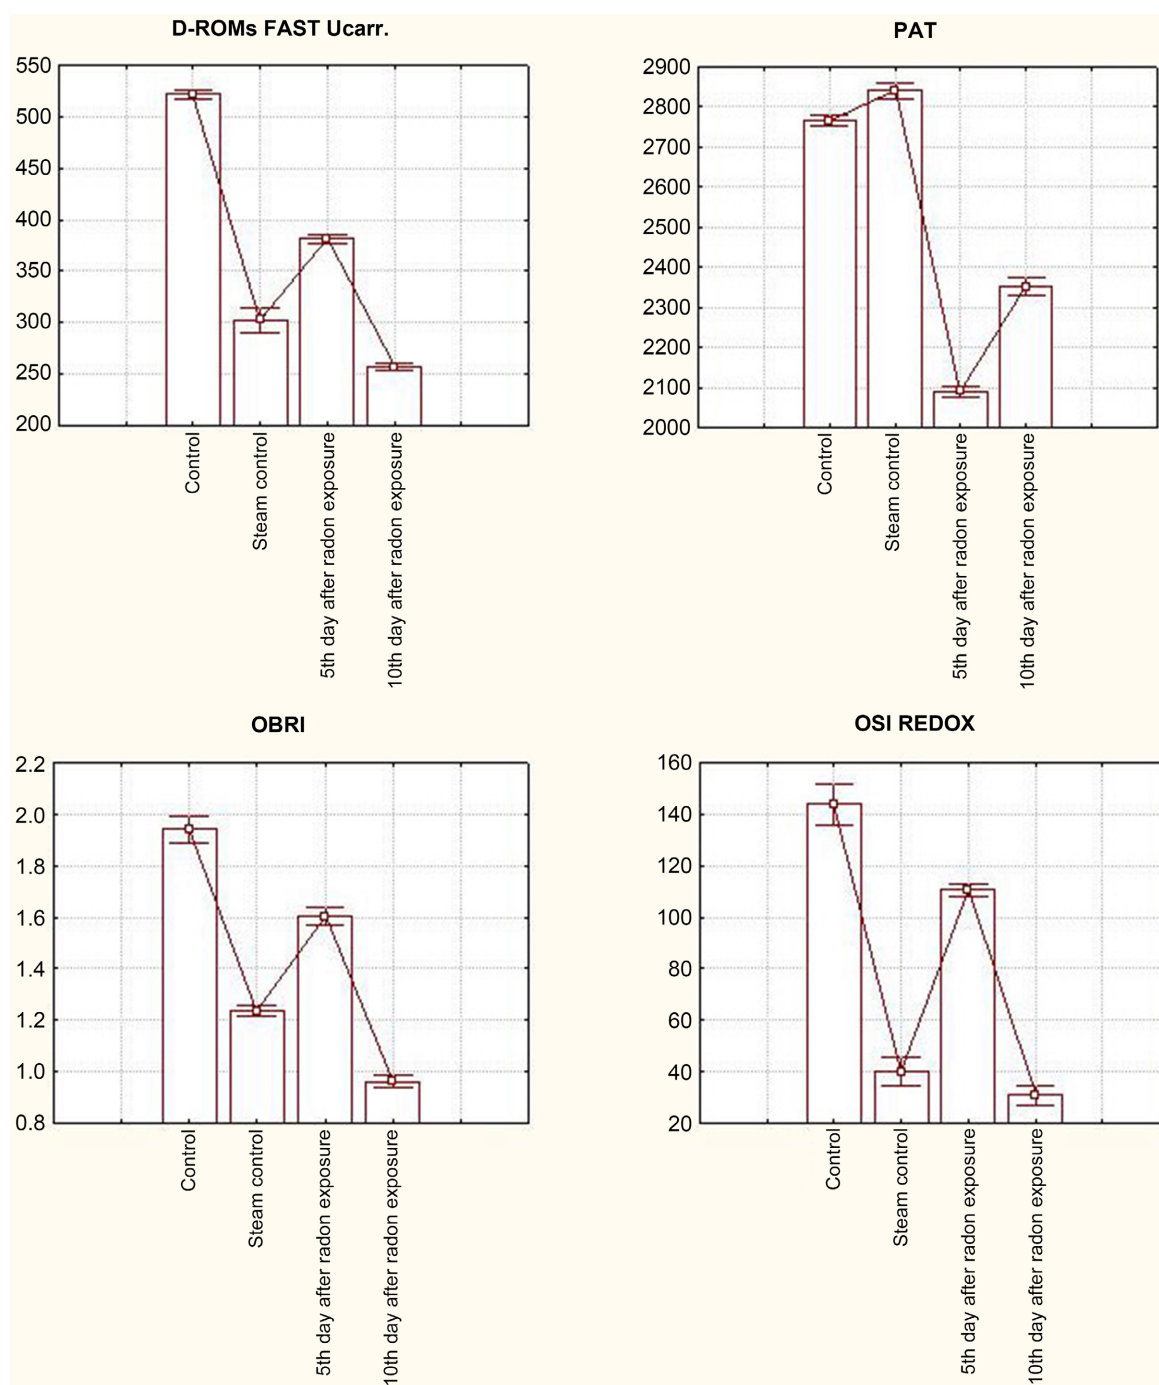 D-ROMs FAST Ucarr.
550
500
450
400
350
300
250
200
Control
Steam control
5th day after radon exposure
10th day after radon exposure
PAT
2900
2800
2700
2600
2500
2400
2300
2200
2100
2000
Control
Steam control
5th day after radon exposure
10th day after radon exposure
OBRI
2.2
2.0
1.8
1.6
1.4
1.2
1.0
0.8
Control
Steam control
5th day after radon exposure
10th day after radon exposure
OSI REDOX
160
140
120
100
80
60
40
20
Control
Steam control
5th day after radon exposure
10th day after radon exposure